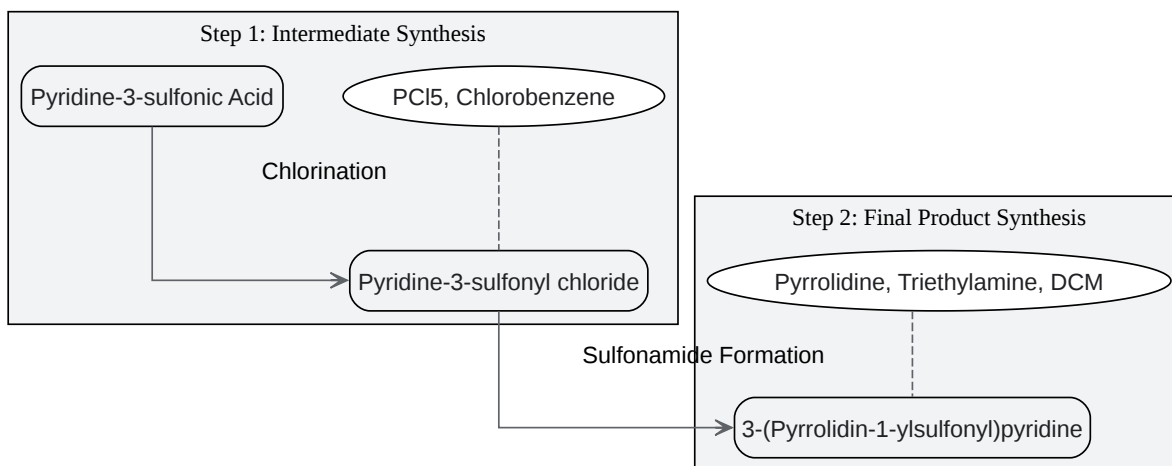 Step 1: Intermediate Synthesis
Pyridine-3-sulfonic Acid
PCl5, Chlorobenzene
Chlorination
Pyridine-3-sulfonyl chloride
Step 2: Final Product Synthesis
Pyrrolidine, Triethylamine, DCM
Sulfonamide Formation
3-(Pyrrolidin-1-ylsulfonyl)pyridine